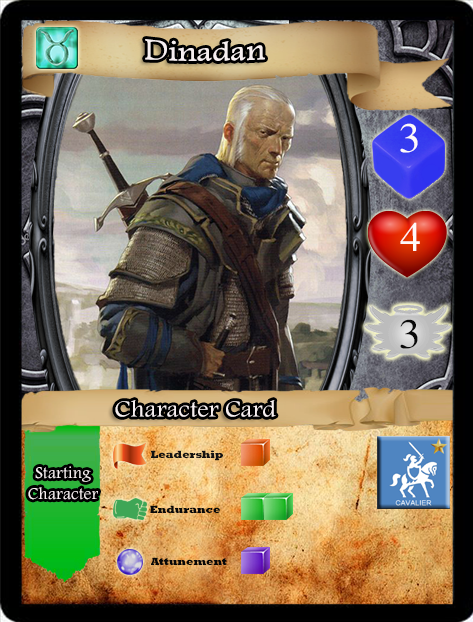 Dinadan
3
4
3
Character Card
Starting
Character
Leadership
Endurance
Attunement
CAVALIER